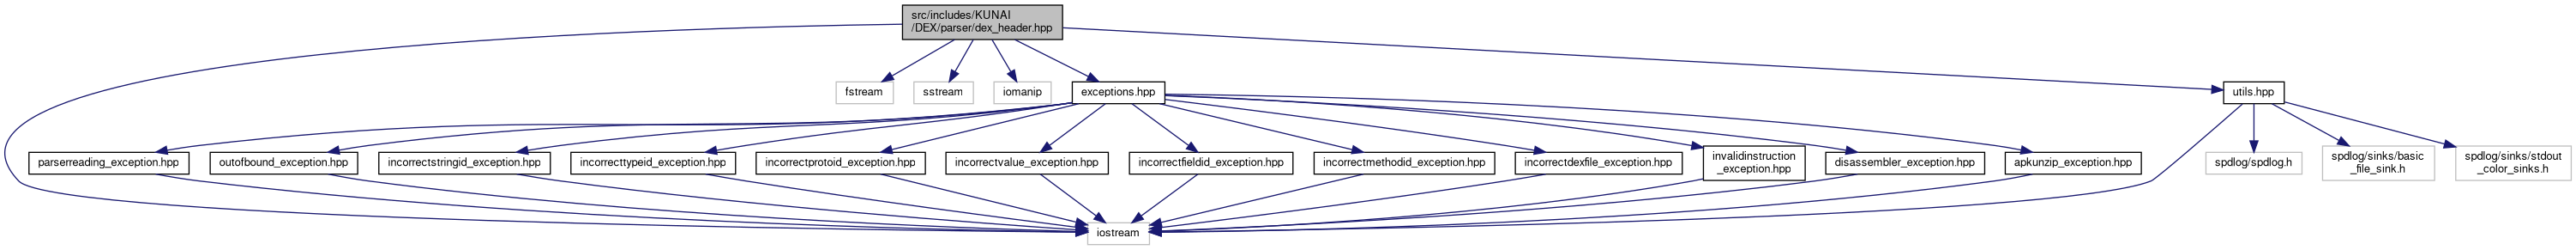 src/includes/KUNAI
/DEX/parser/dex_header.hpp
fstream
sstream
iomanip
exceptions.hpp
utils.hpp
parserreading_exception.hpp
outofbound_exception.hpp
incorrectstringid_exception.hpp
incorrecttypeid_exception.hpp
incorrectprotoid_exception.hpp
incorrectvalue_exception.hpp
incorrectfieldid_exception.hpp
incorrectmethodid_exception.hpp
incorrectdexfile_exception.hpp
invalidinstruction
_exception.hpp
disassembler_exception.hpp
apkunzip_exception.hpp
spdlog/spdlog.h
spdlog/sinks/basic
_file_sink.h
spdlog/sinks/stdout
_color_sinks.h
iostream